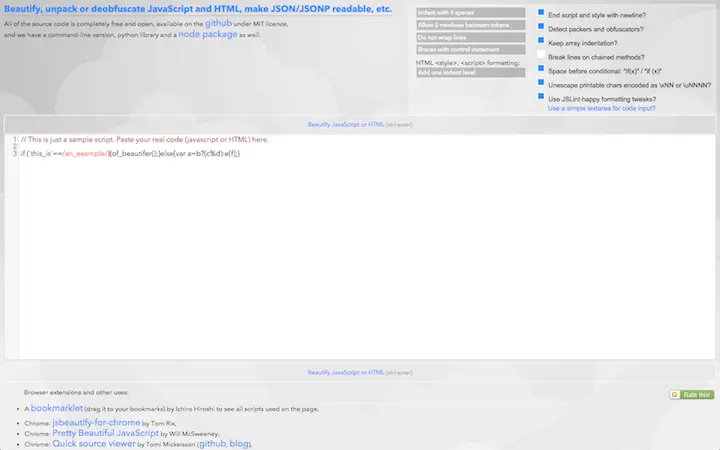 Beautify, unpack or deobfuscate JavaScript and HTML, make JSON/JSONP readable, etc.
All of the source code is completely free and open, available on the github under MIT licence,
and we have a command-line version, python library and a node package as well.
Indent with 4 spaces
Allow 5 newlines between tokens
Do not wrap lines
Braces with control statement
HTML <style>, <script> formatting:
Add one indent level
End script and style with newline?
Detect packers and obfuscators?
Keep array indentation?
Break lines on chained methods?
Space before conditional: "if(x)" / "if (x)"
Unescape printable chars encoded as \xNN or \uNNNN?
Use JSLint-happy formatting tweaks?
Use a simple textarea for code input?
Beautify JavaScript or HTML (ctrl-enter)
1 // This is just a sample script. Paste your real code (javascript or HTML) here.
2
3 if ('this_is'==/an_example/){of_beautifer();}else{var a=b?(c%d):e[f];}
Beautify JavaScript or HTML (ctrl-enter)
Browser extensions and other uses:
Rate this!
• A bookmarklet (drag it to your bookmarks) by Ichiro Hiroshi to see all scripts used on the page,
• Chrome: jsbeautify-for-chrome by Tom Rix,
• Chrome: Pretty Beautiful JavaScript by Will McSweeney,
• Chrome: Quick source viewer by Tomi Mickelsson (github, blog),